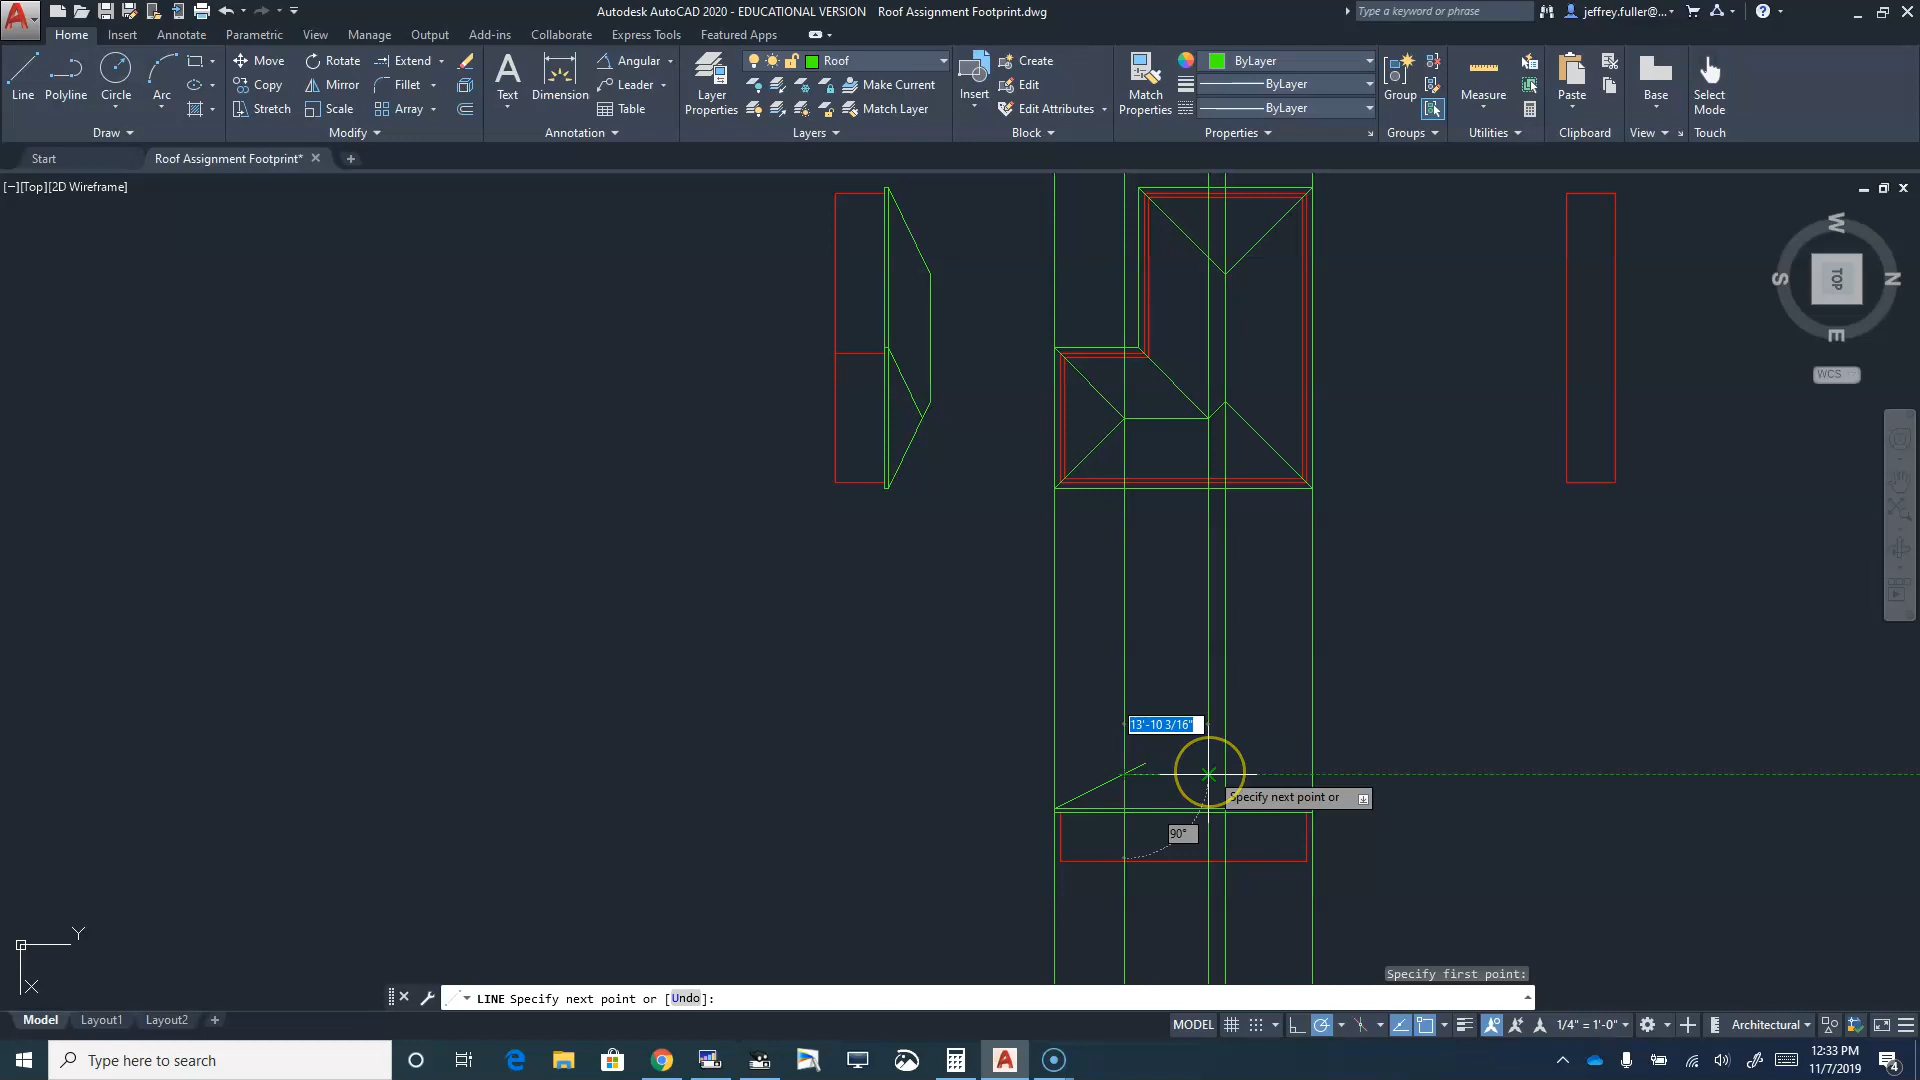 Autodesk AutoCAD 2020 - EDUCATIONAL VERSION Roof Assignment Footprint.dwg
Type a keyword or phrase
jeffrey.fuller@...
Home Insert Annotate Parametric View Manage Output Add-ins Collaborate Express Tools Featured Apps
Line Polyline Circle Arc
Draw
Move Rotate Extend
Copy Mirror Fillet
Stretch Scale Array
Modify
Text Dimension
Angular
Leader
Table
Annotation
Layer Properties
Roof
Make Current
Match Layer
Layers
Insert
Create
Edit
Edit Attributes
Block
Match Properties
ByLayer
ByLayer
ByLayer
Properties
Group
Groups
Measure
Utilities
Paste
Clipboard
Base
View
Select Mode
Touch
Start Roof Assignment Footprint*
[−][Top][2D Wireframe]
W
S TOP N
E
WCS
13'-10 3/16"
Specify next point or
90°
Y
X
Specify first point:
LINE Specify next point or [Undo]:
Model Layout1 Layout2
MODEL 1/4" = 1'-0" Architectural
Type here to search
12:33 PM
11/7/2019
4